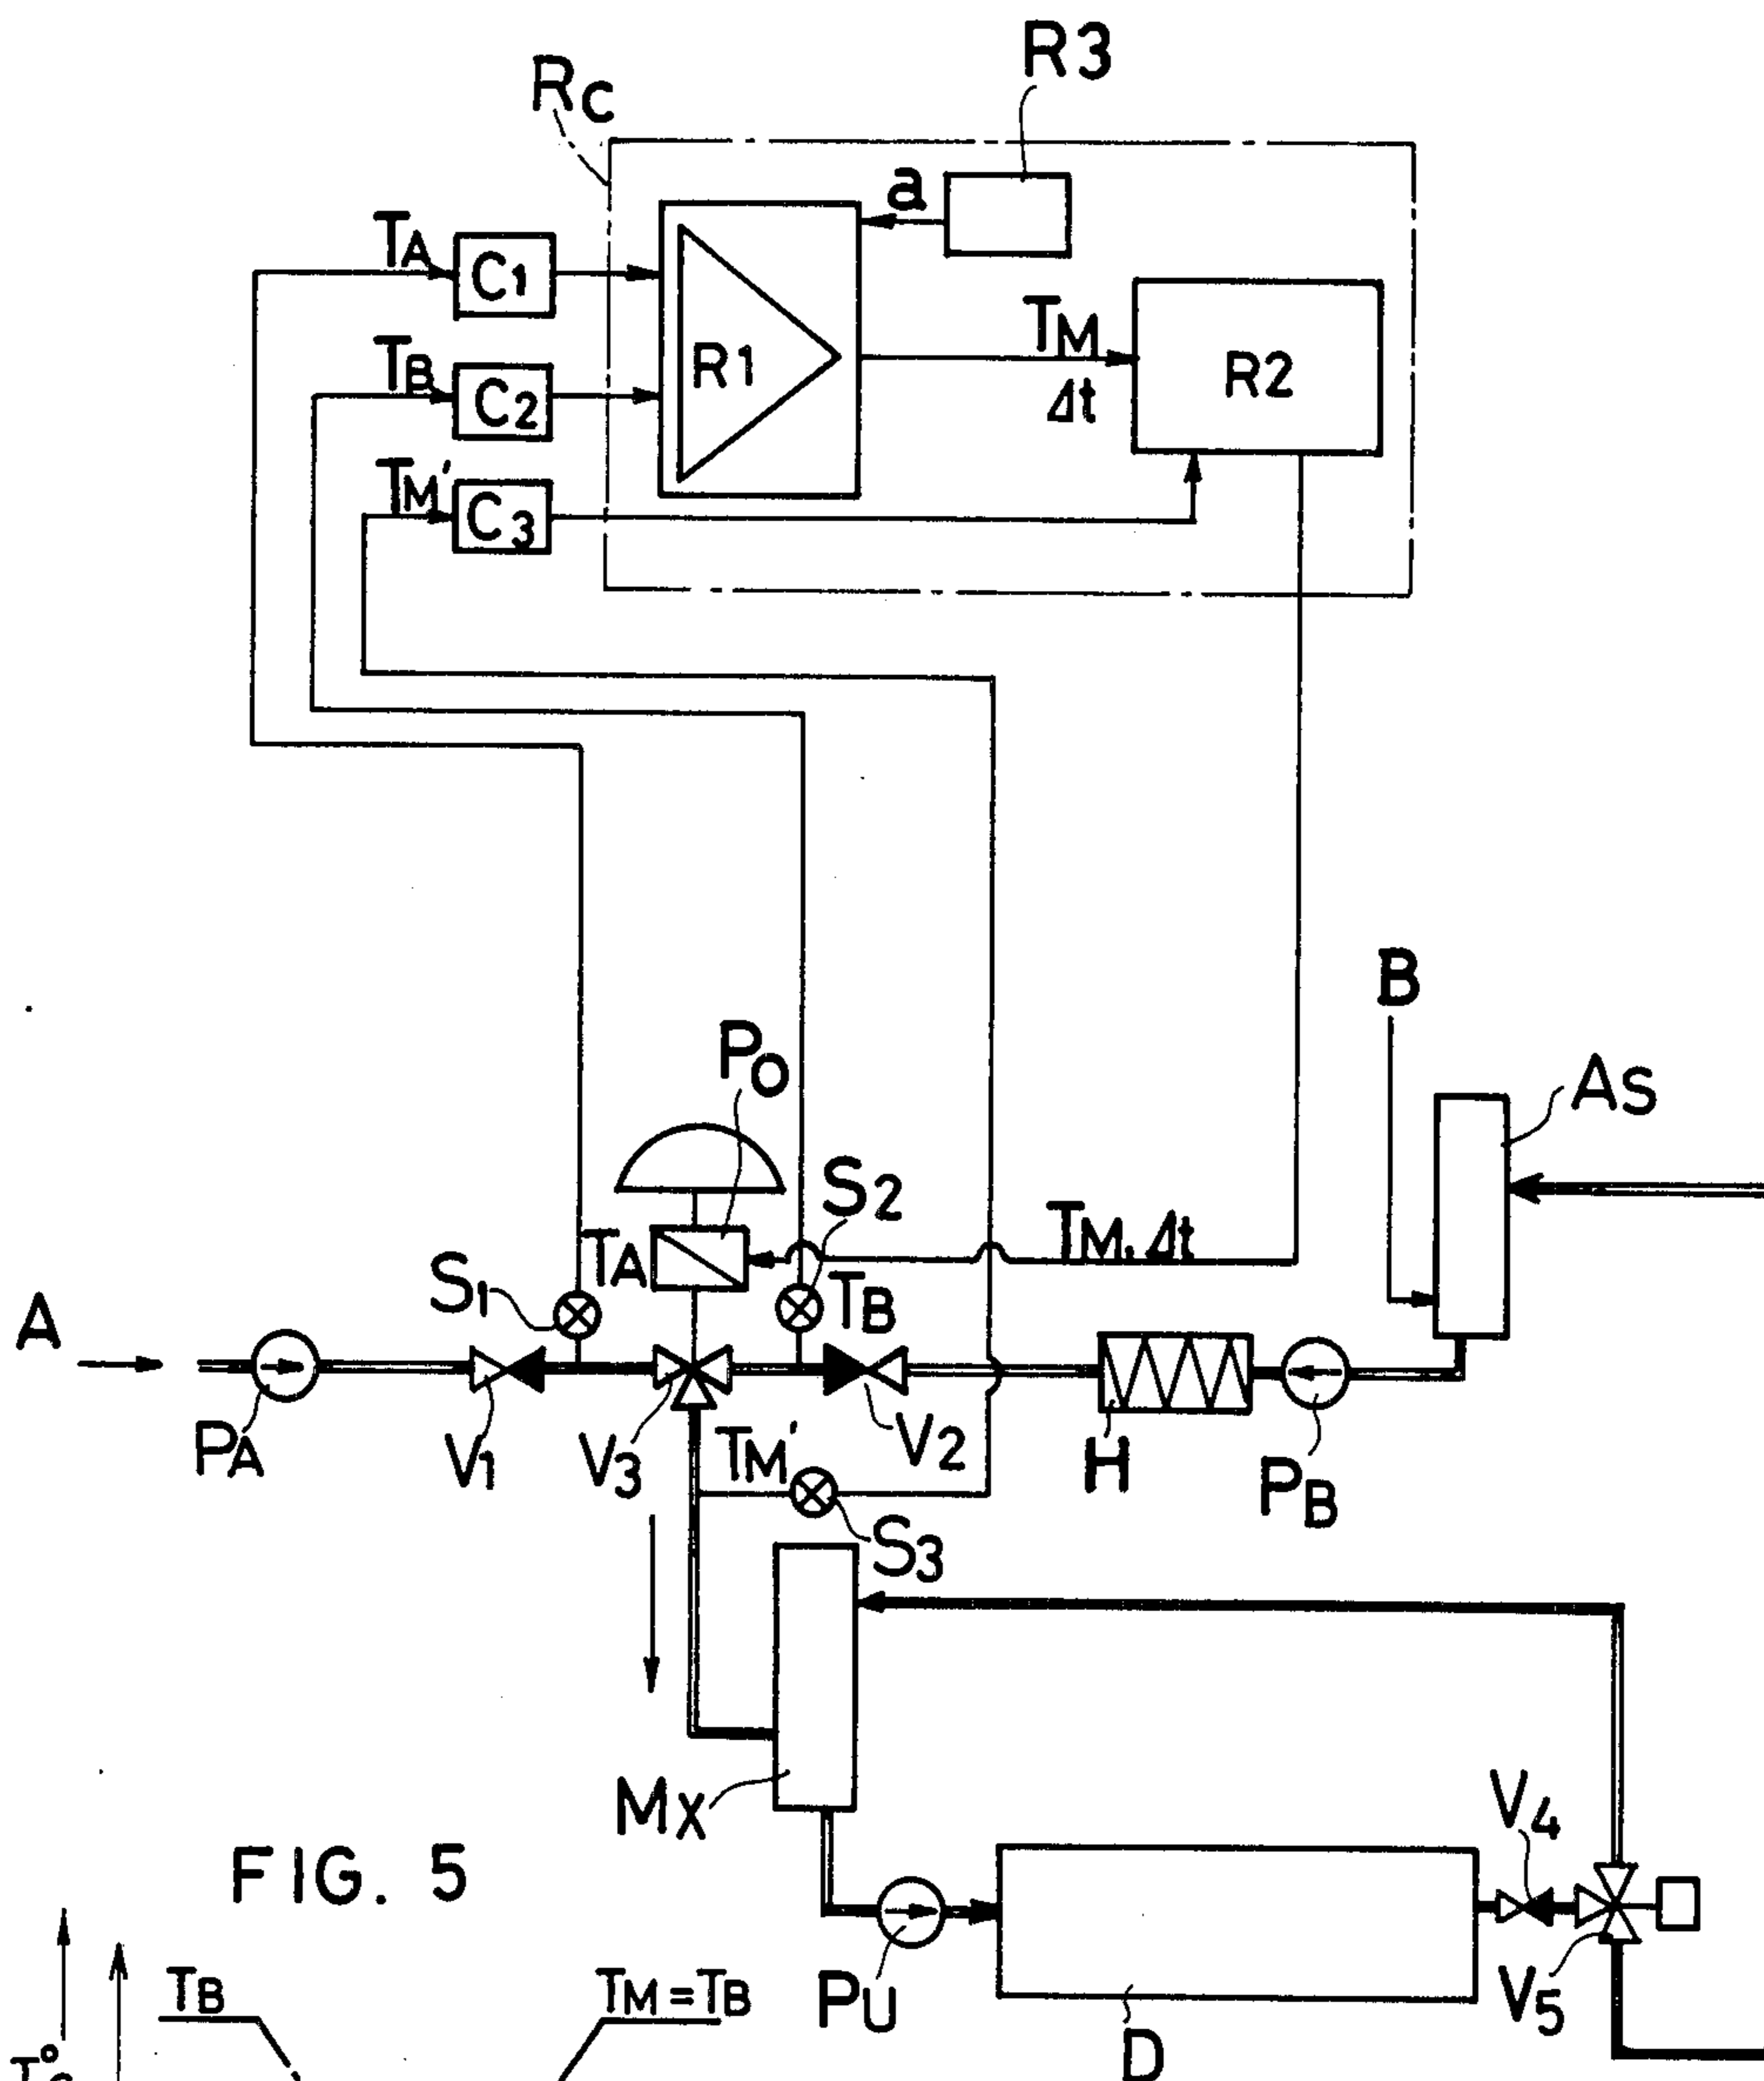 R3
Rc
a
TA
C1
TB
C2
R1
TM
Δt
R2
TM'
C3
B
PO
AS
S2
TA
TM. Δt
S1
TB
A
PA
V1
V3
TM'
V2
H
PB
S3
MX
V4
FIG. 5
PU
V5
D
TB
TM=TB